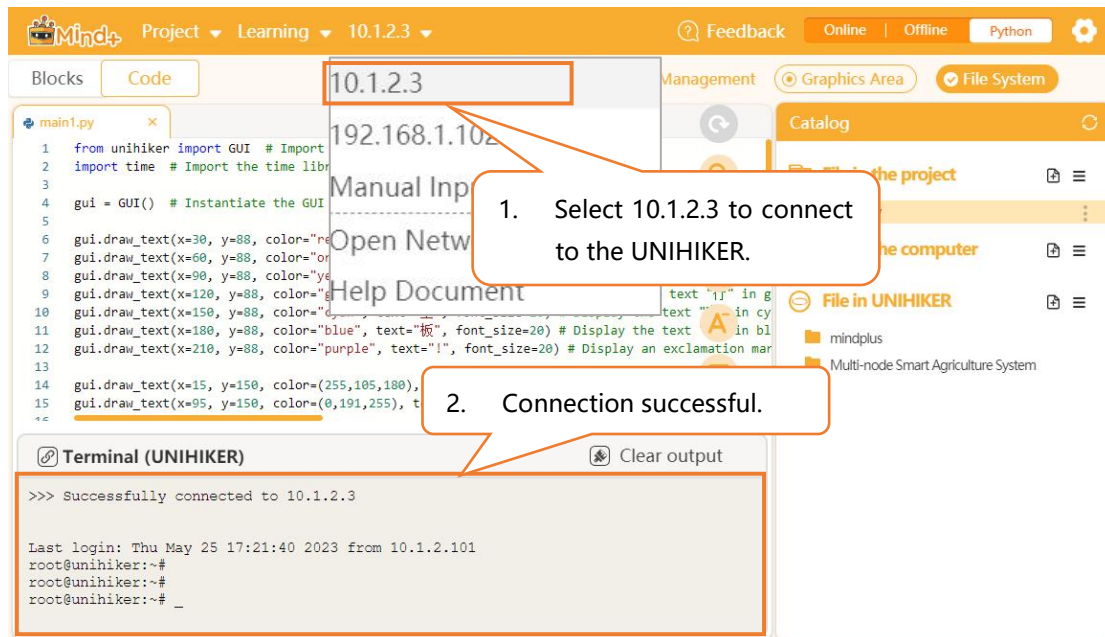 Mind+ Project Learning 10.1.2.3 Feedback Online | Offline Python
Blocks Code Management Graphics Area File System
10.1.2.3
192.168.1.102
Manual Inp
Open Netw
Help Document
1. Select 10.1.2.3 to connect
to the UNIHIKER.
main1.py ×
1 from unihiker import GUI # Import
2 import time # Import the time libr
3
4 gui = GUI() # Instantiate the GUI
5
6 gui.draw_text(x=30, y=88, color="re
7 gui.draw_text(x=60, y=88, color="or
8 gui.draw_text(x=90, y=88, color="ye
9 gui.draw_text(x=120, y=88, color="g text "行" in g
10 gui.draw_text(x=150, y=88, in cy
11 gui.draw_text(x=180, y=88, color="blue", text="板", font_size=20) # Display the text in bl
12 gui.draw_text(x=210, y=88, color="purple", text="!", font_size=20) # Display an exclamation mar
13
14 gui.draw_text(x=15, y=150, color=(255,105,180),
15 gui.draw_text(x=95, y=150, color=(0,191,255), t
16
2. Connection successful.
Catalog
the project
he computer
File in UNIHIKER
mindplus
Multi-node Smart Agriculture System
Terminal (UNIHIKER) Clear output
>>> Successfully connected to 10.1.2.3
Last login: Thu May 25 17:21:40 2023 from 10.1.2.101
root@unihiker:~#
root@unihiker:~#
root@unihiker:~# _